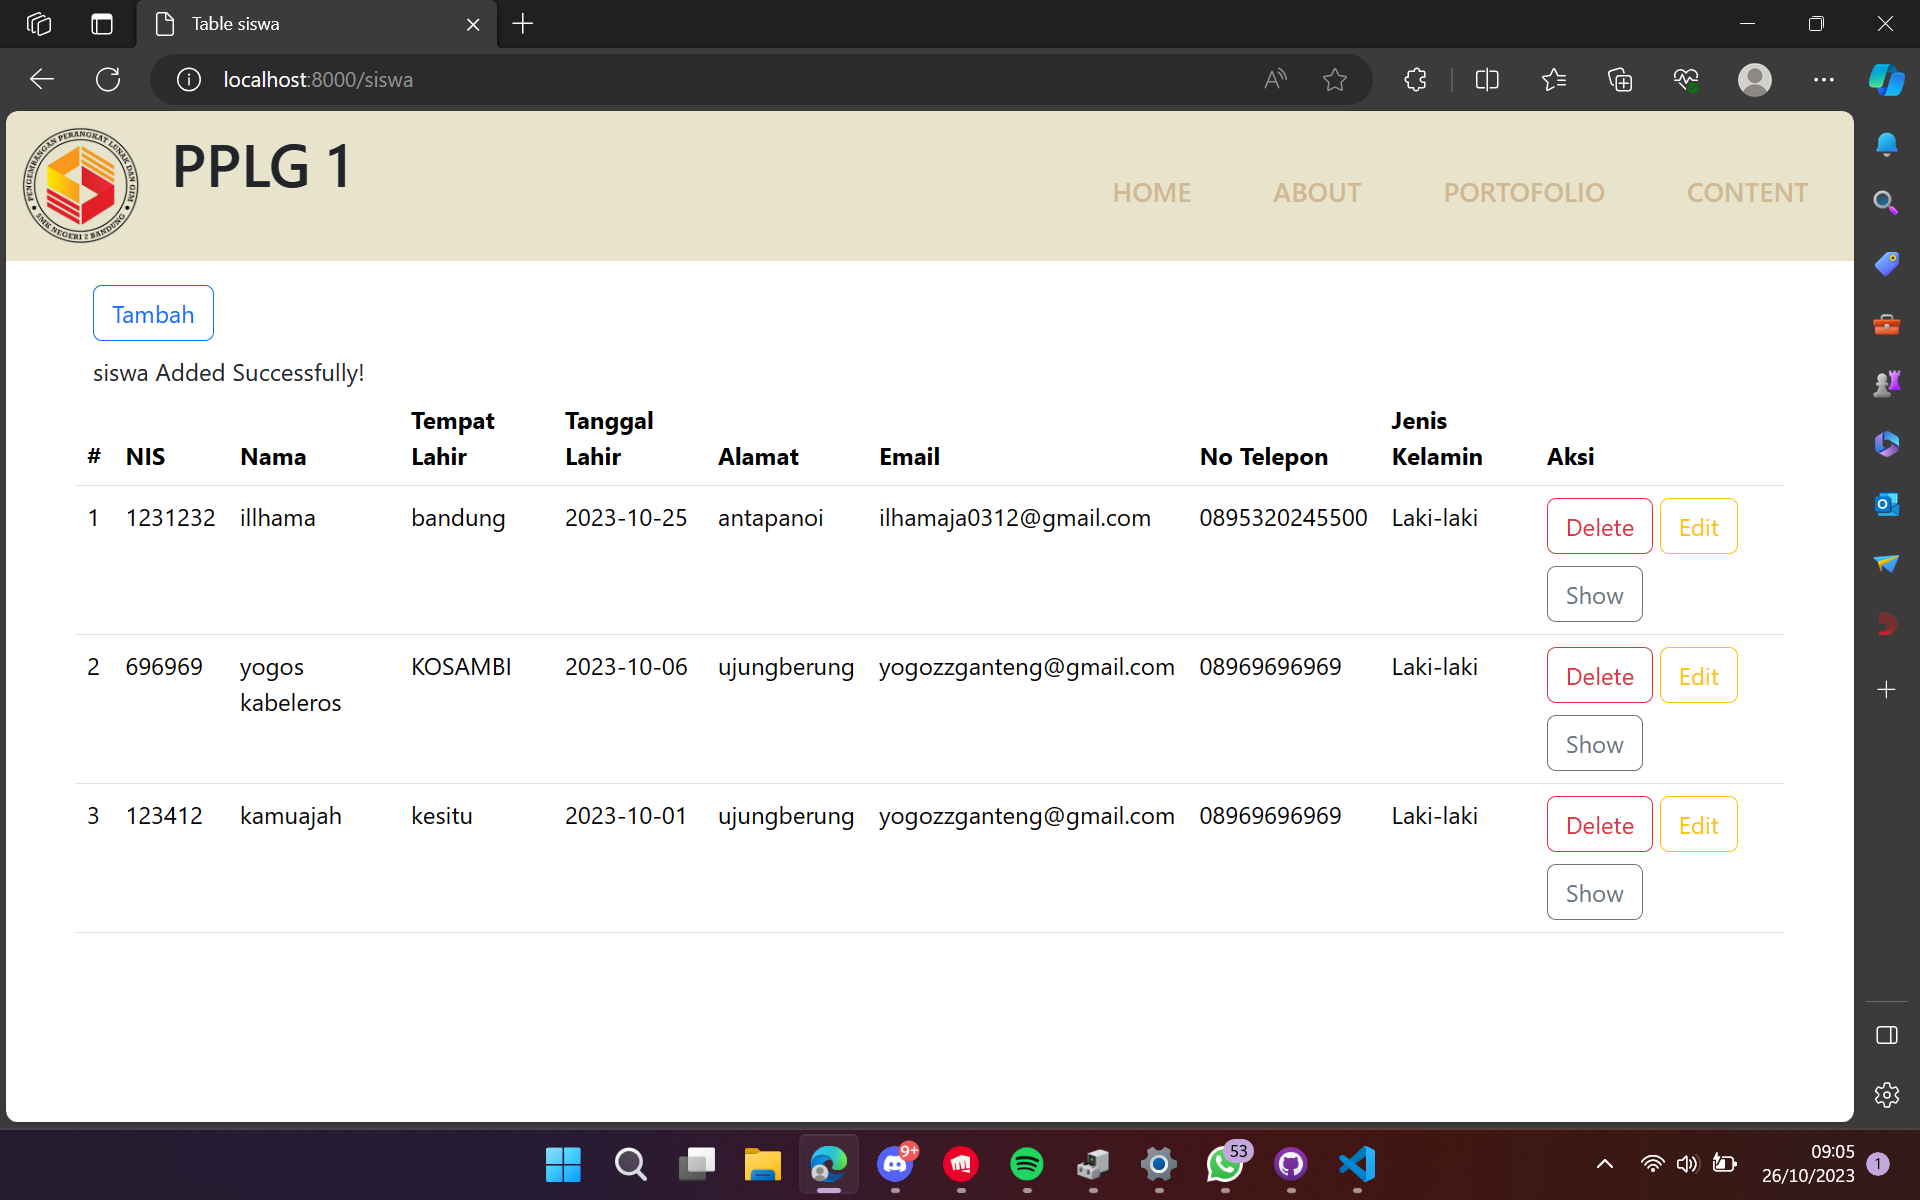 Table siswa
localhost:8000/siswa
PENGEMBANGAN PERANGKAT LUNAK DAN GIM
SMK NEGERI 2 BANDUNG
PPLG 1
HOME ABOUT PORTOFOLIO CONTENT
Tambah
siswa Added Successfully!
# NIS Nama Tempat Lahir Tanggal Lahir Alamat Email No Telepon Jenis Kelamin Aksi
1 1231232 illhama bandung 2023-10-25 antapanoi ilhamaja0312@gmail.com 0895320245500 Laki-laki Delete Edit
Show
2 696969 yogos kabeleros KOSAMBI 2023-10-06 ujungberung yogozzganteng@gmail.com 08969696969 Laki-laki Delete Edit
Show
3 123412 kamuajah kesitu 2023-10-01 ujungberung yogozzganteng@gmail.com 08969696969 Laki-laki Delete Edit
Show
9+
53
09:05
26/10/2023
1